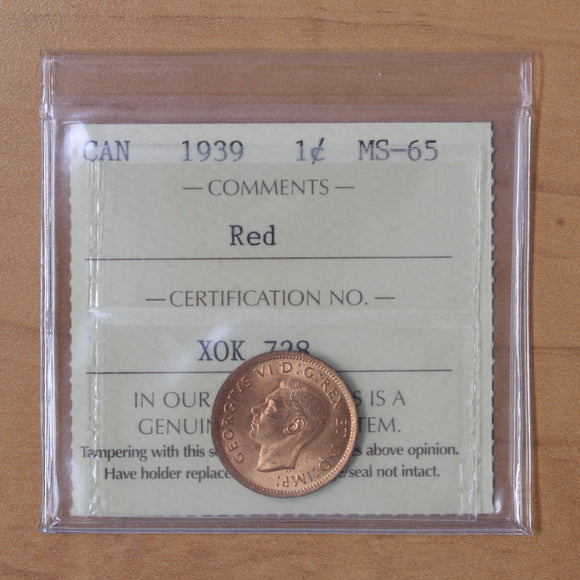 CAN 1939 1¢ MS-65
— COMMENTS —
Red
— CERTIFICATION NO. —
XOK 728
IN OUR IS A
GENUIN TEM.
Tampering with this s above opinion.
Have holder replace /seal not intact.
GEORGIVS VI D:G:REX ET IND:IMP: